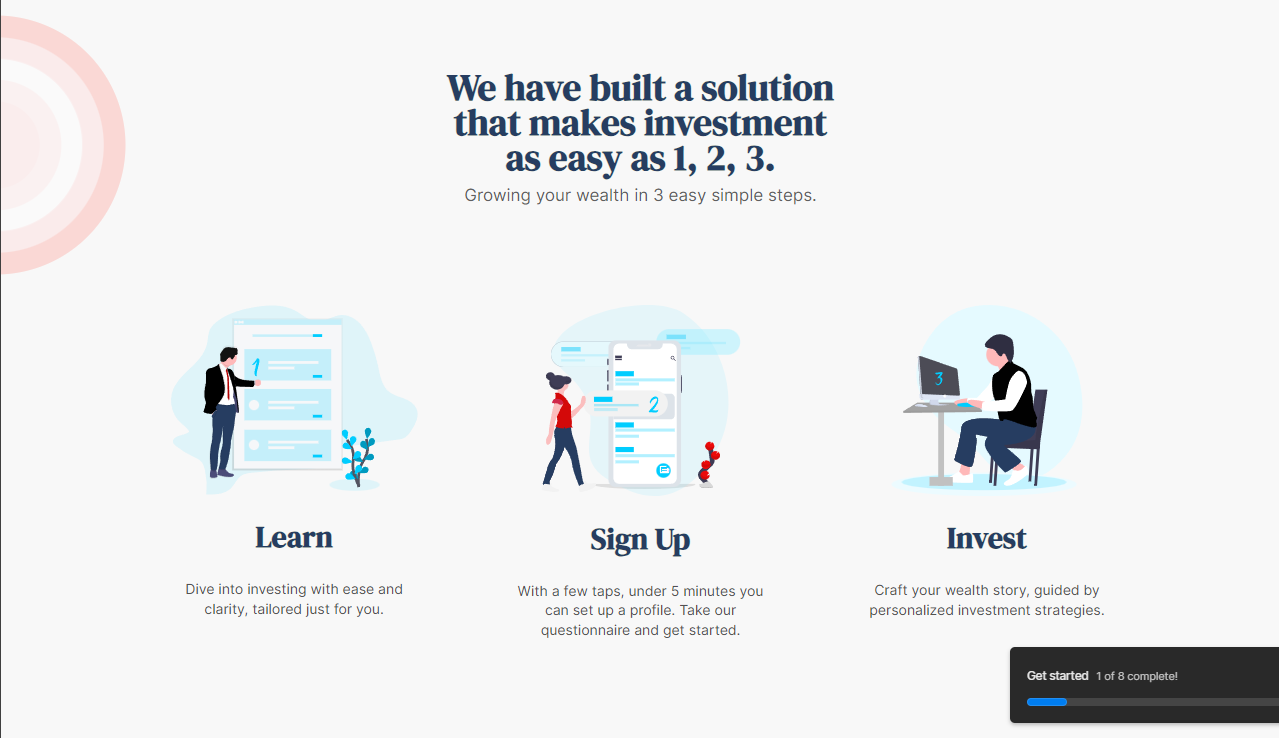 We have built a solution
that makes investment
as easy as 1, 2, 3.
Growing your wealth in 3 easy simple steps.
1
2
3
Learn
Sign Up
Invest
Dive into investing with ease and
clarity, tailored just for you.
With a few taps, under 5 minutes you
can set up a profile. Take our
questionnaire and get started.
Craft your wealth story, guided by
personalized investment strategies.
Get started 1 of 8 complete!